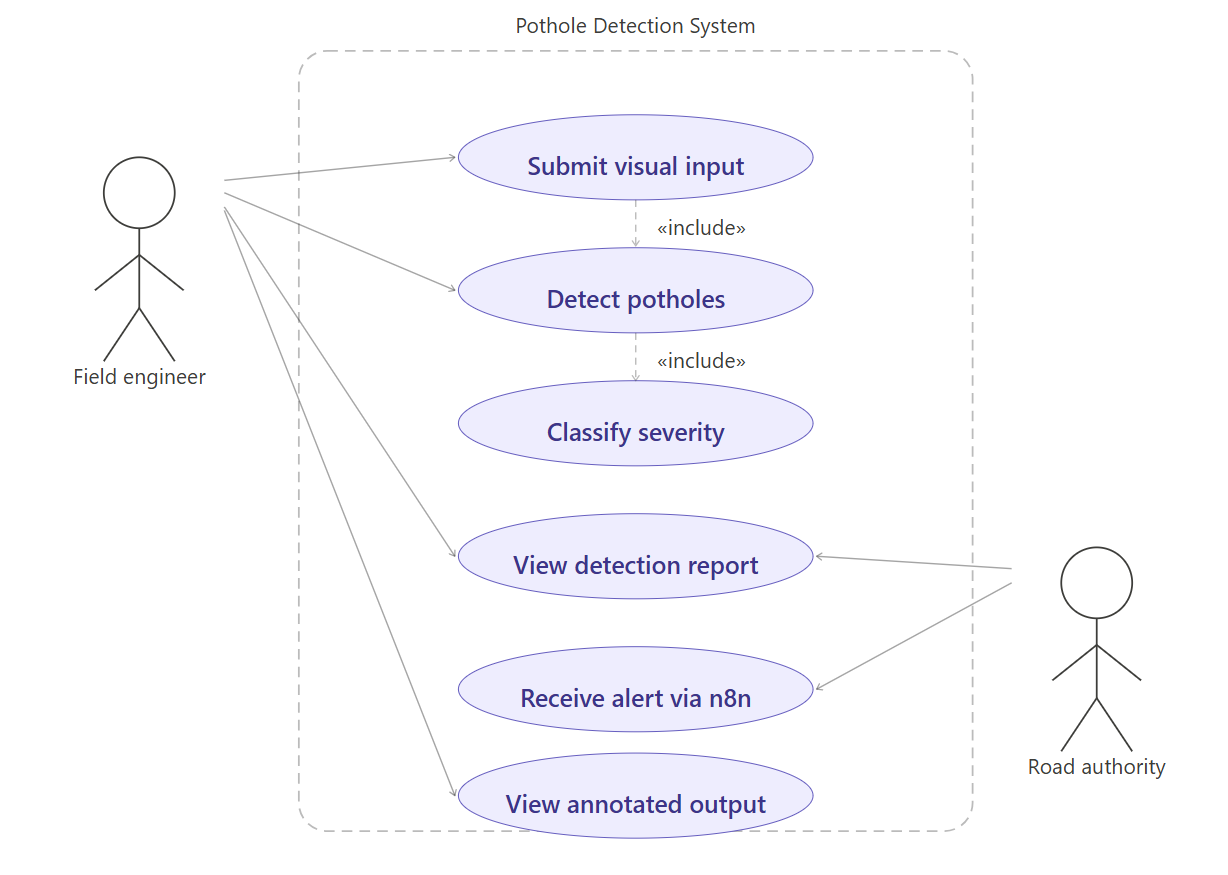 Pothole Detection System
Submit visual input
«include»
Detect potholes
«include»
Field engineer
Classify severity
View detection report
Receive alert via n8n
Road authority
View annotated output